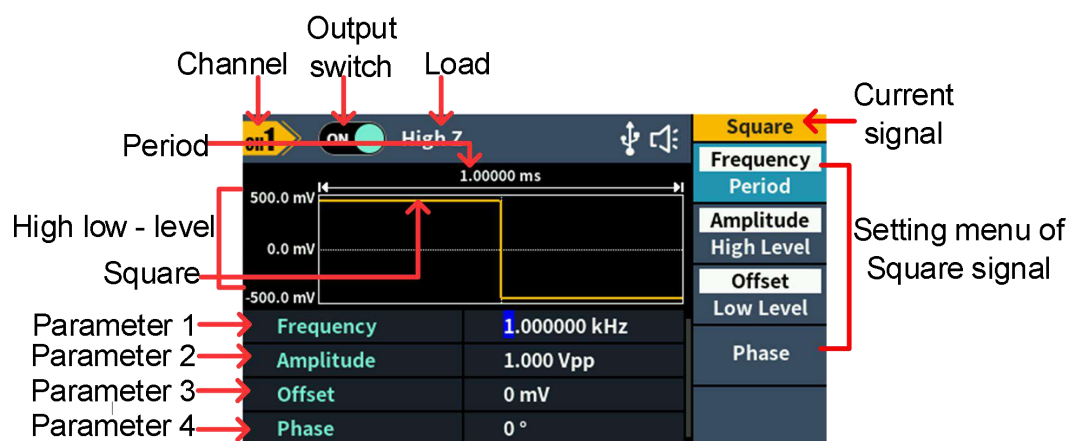 Output
Channel switch Load
Current
signal
CH1 ON High Z
Square
Period
1.00000 ms
Frequency
Period
500.0 mV
Amplitude
High Level
High low - level
0.0 mV
Setting menu of
Square signal
Square
Offset
Low Level
-500.0 mV
Parameter 1 Frequency 1.000000 kHz
Parameter 2 Amplitude 1.000 Vpp
Phase
Parameter 3 Offset 0 mV
Parameter 4 Phase 0 °